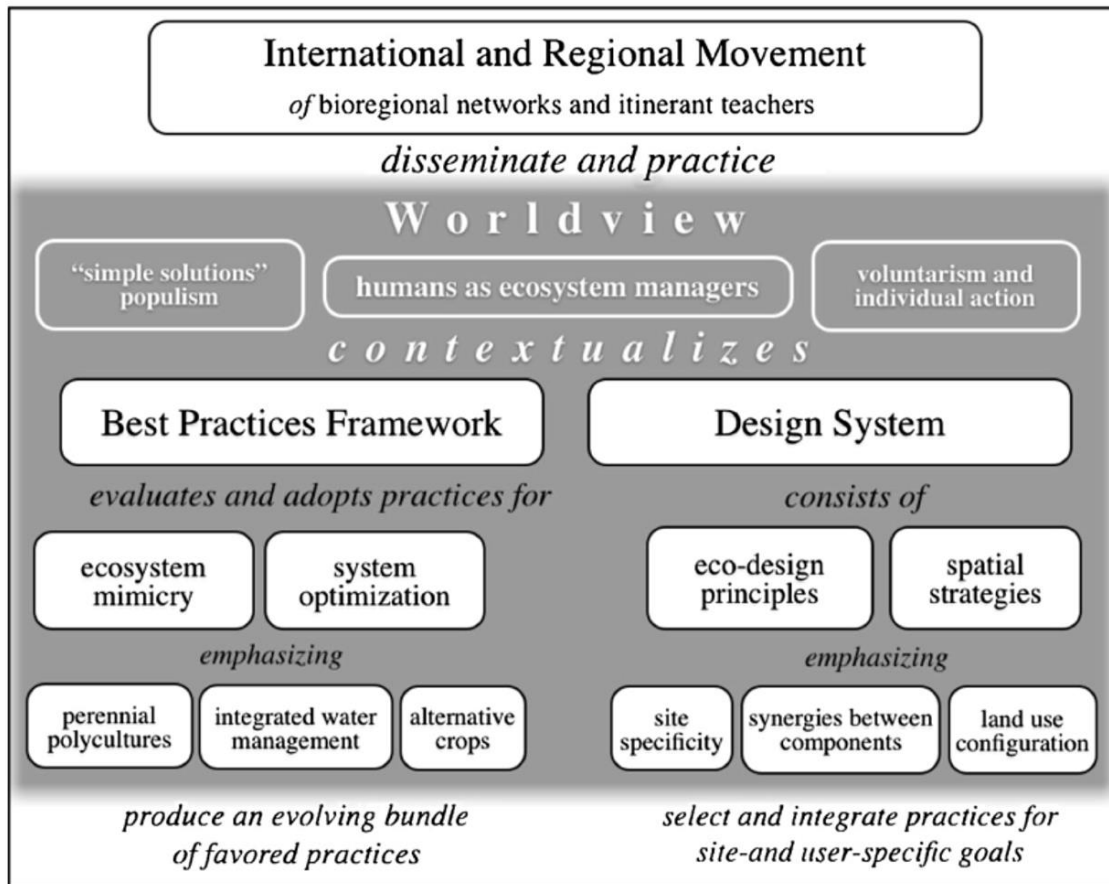 International and Regional Movement
of bioregional networks and itinerant teachers
disseminate and practice
Worldview
“simple solutions”
populism
humans as ecosystem managers
voluntarism and
individual action
contextualizes
Best Practices Framework
Design System
evaluates and adopts practices for
consists of
ecosystem
mimicry
system
optimization
eco-design
principles
spatial
strategies
emphasizing
emphasizing
perennial
polycultures
integrated water
management
alternative
crops
site
specificity
synergies between
components
land use
configuration
produce an evolving bundle
of favored practices
select and integrate practices for
site-and user-specific goals